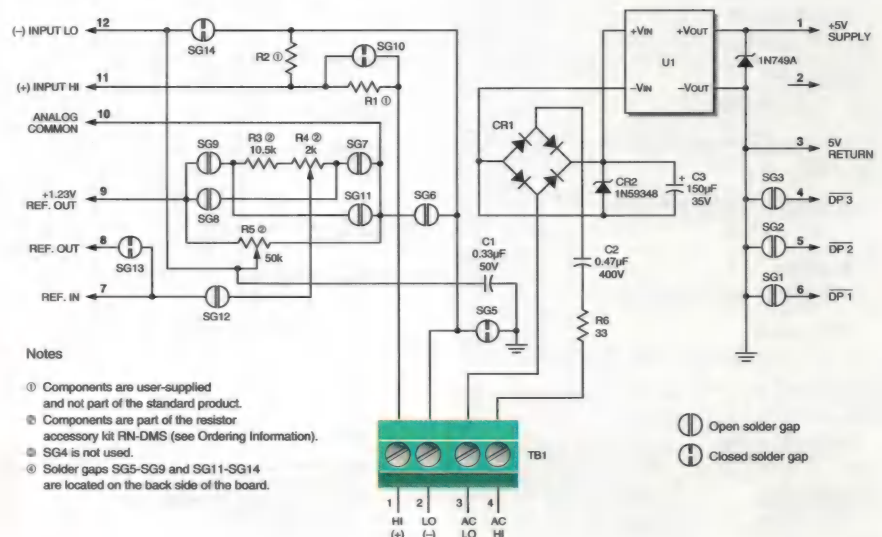 (–) INPUT LO
12
SG14
R2 ①
SG10
(+) INPUT HI
11
R1 ①
ANALOG
COMMON
10
SG9
R3 ②
10.5k
R4 ②
2k
SG7
+1.23V
REF. OUT
9
SG8
SG11
SG6
R5 ②
50k
REF. OUT
8
SG13
REF. IN
7
SG12
C1
0.33µF
50V
SG5
CR1
CR2
1N5934B
C3
150µF
35V
+
C2
0.47µF
400V
R6
33
+VIN
+VOUT
U1
–VIN
–VOUT
1
+5V
SUPPLY
1N749A
2
3
5V
RETURN
SG3
4
DP 3
SG2
5
DP 2
SG1
6
DP 1
Notes
① Components are user-supplied
and not part of the standard product.
② Components are part of the resistor
accessory kit RN-DMS (see Ordering Information).
③ SG4 is not used.
④ Solder gaps SG5-SG9 and SG11-SG14
are located on the back side of the board.
TB1
Open solder gap
Closed solder gap
1
HI
(+)
2
LO
(–)
3
AC
LO
4
AC
HI